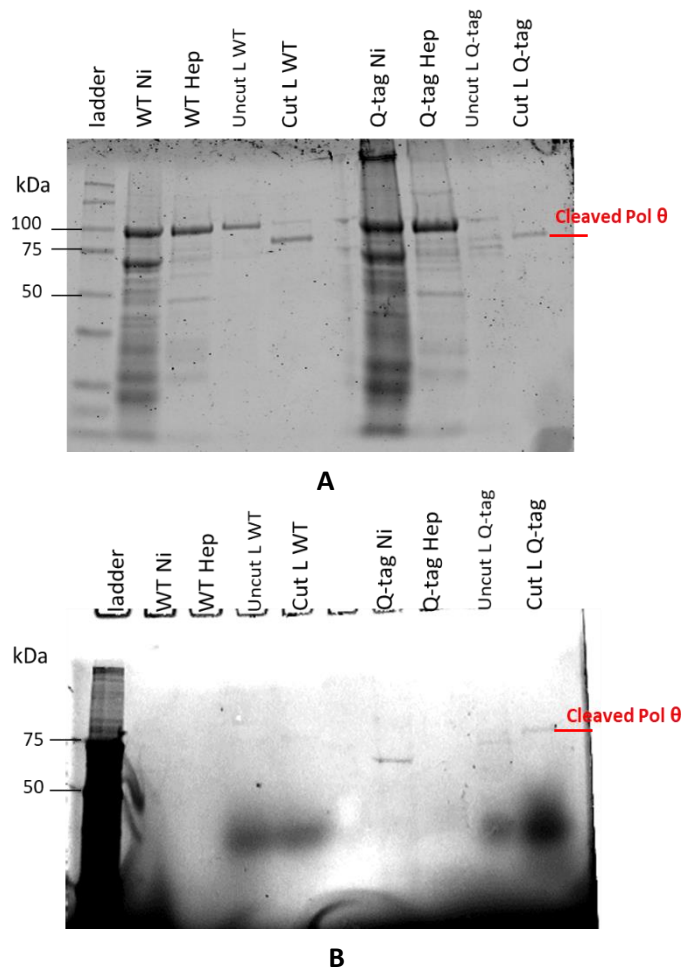 ladder
WT Ni
WT Hep
Uncut L WT
Cut L WT
Q-tag Ni
Q-tag Hep
Uncut L Q-tag
Cut L Q-tag
kDa
100
75
50
Cleaved Pol θ
A
ladder
WT Ni
WT Hep
Uncut L WT
Cut L WT
Q-tag Ni
Q-tag Hep
Uncut L Q-tag
Cut L Q-tag
kDa
75
50
Cleaved Pol θ
B